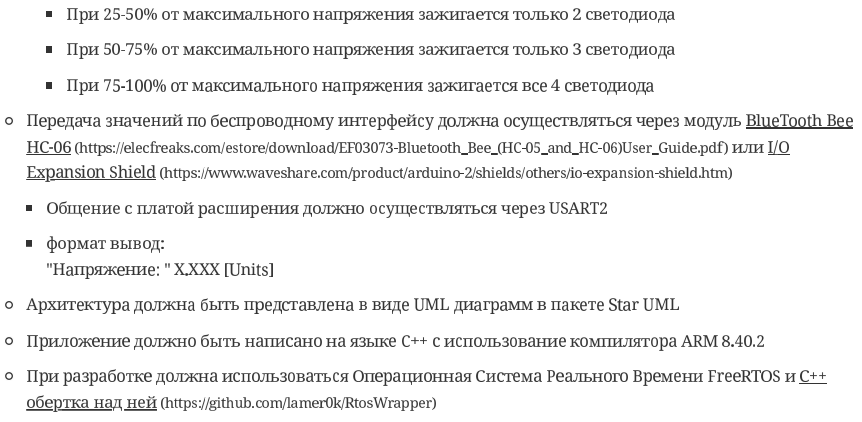 При 25-50% от максимального напряжения зажигается только 2 светодиода
При 50-75% от максимального напряжения зажигается только 3 светодиода
При 75-100% от максимального напряжения зажигается все 4 светодиода
Передача значений по беспроводному интерфейсу должна осуществляться через модуль BlueTooth Bee
HC-06 (https://elecfreaks.com/estore/download/EF03073-Bluetooth_Bee_(HC-05_and_HC-06)User_Guide.pdf) или I/O
Expansion Shield (https://www.waveshare.com/product/arduino-2/shields/others/io-expansion-shield.htm)
Общение с платой расширения должно осуществляться через USART2
формат вывод:
"Напряжение: " X.XXX [Units]
Архитектура должна быть представлена в виде UML диаграмм в пакете Star UML
Приложение должно быть написано на языке C++ с использование компилятора ARM 8.40.2
При разработке должна использоваться Операционная Система Реального Времени FreeRTOS и C++
обертка над ней (https://github.com/lamer0k/RtosWrapper)